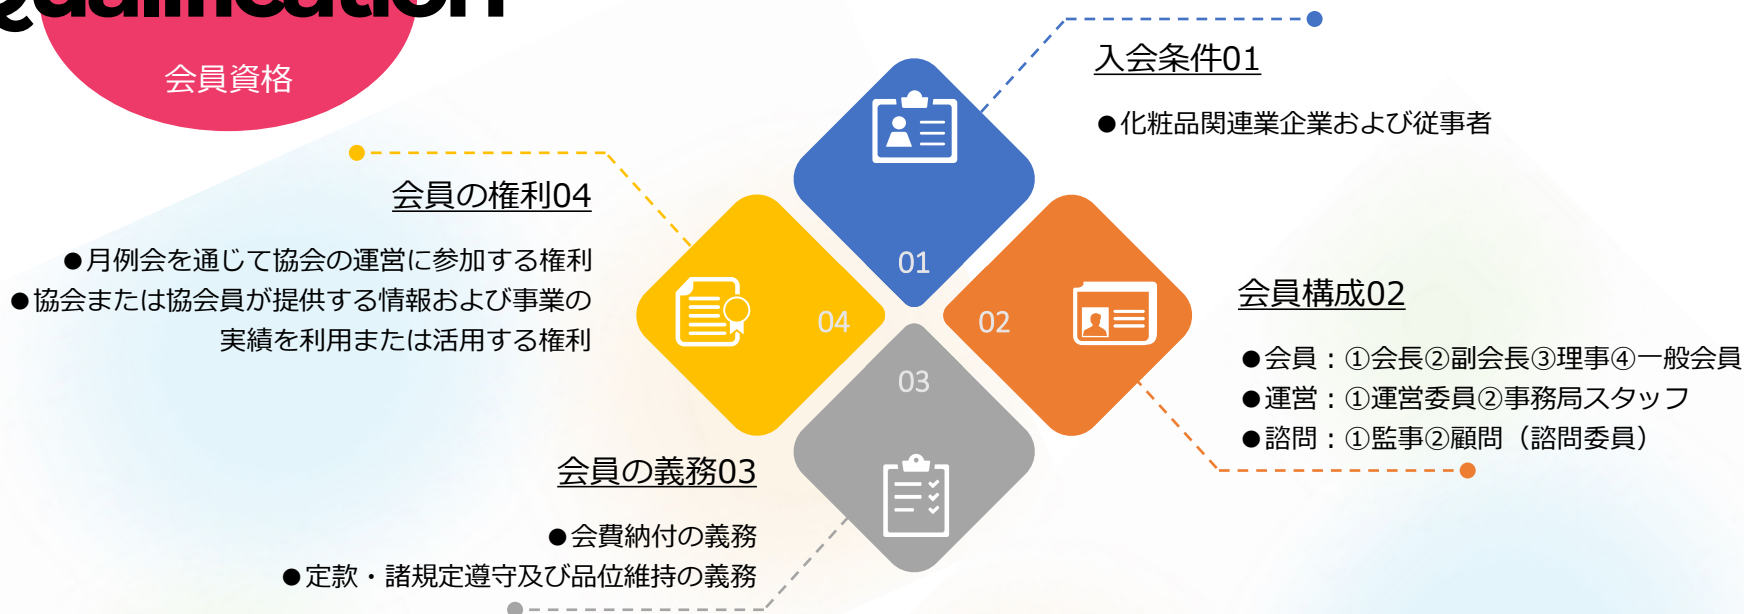 Qualification
会員資格
入会条件01
●化粧品関連業企業および従事者
会員構成02
●会員：①会長②副会長③理事④一般会員
●運営：①運営委員②事務局スタッフ
●諮問：①監事②顧問（諮問委員）
会員の義務03
●会費納付の義務
●定款・諸規定遵守及び品位維持の義務
会員の権利04
●月例会を通じて協会の運営に参加する権利
●協会または協会員が提供する情報および事業の
実績を利用または活用する権利
01
02
03
04